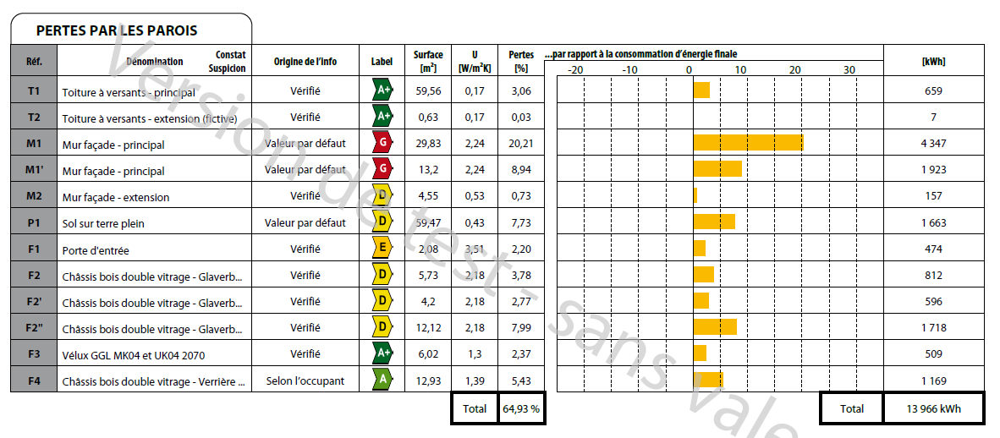 PERTES PAR LES PAROIS
Réf. Dénomination Constat Suspicion Origine de l'info Label Surface [m²] U [W/m²K] Pertes [%] ...par rapport à la consommation d'énergie finale [kWh]
-20 -10 0 10 20 30
T1 Toiture à versants - principal Vérifié A+ 59,56 0,17 3,06 659
T2 Toiture à versants - extension (fictive) Vérifié A+ 0,63 0,17 0,03 7
M1 Mur façade - principal Valeur par défaut G 29,83 2,24 20,21 4 347
M1' Mur façade - principal Valeur par défaut G 13,2 2,24 8,94 1 923
M2 Mur façade - extension Vérifié D 4,55 0,53 0,73 157
P1 Sol sur terre plein Valeur par défaut D 59,47 0,43 7,73 1 663
F1 Porte d'entrée Vérifié E 2,08 3,51 2,20 474
F2 Châssis bois double vitrage - Glaverb... Vérifié D 5,73 2,18 3,78 812
F2' Châssis bois double vitrage - Glaverb... Vérifié D 4,2 2,18 2,77 596
F2" Châssis bois double vitrage - Glaverb... Vérifié D 12,12 2,18 7,99 1 718
F3 Vélux GGL MK04 et UK04 2070 Vérifié A+ 6,02 1,3 2,37 509
F4 Châssis bois double vitrage - Verrière ... Selon l'occupant A 12,93 1,39 5,43 1 169
Total 64,93 % Total 13 966 kWh
Version de test - sans vale